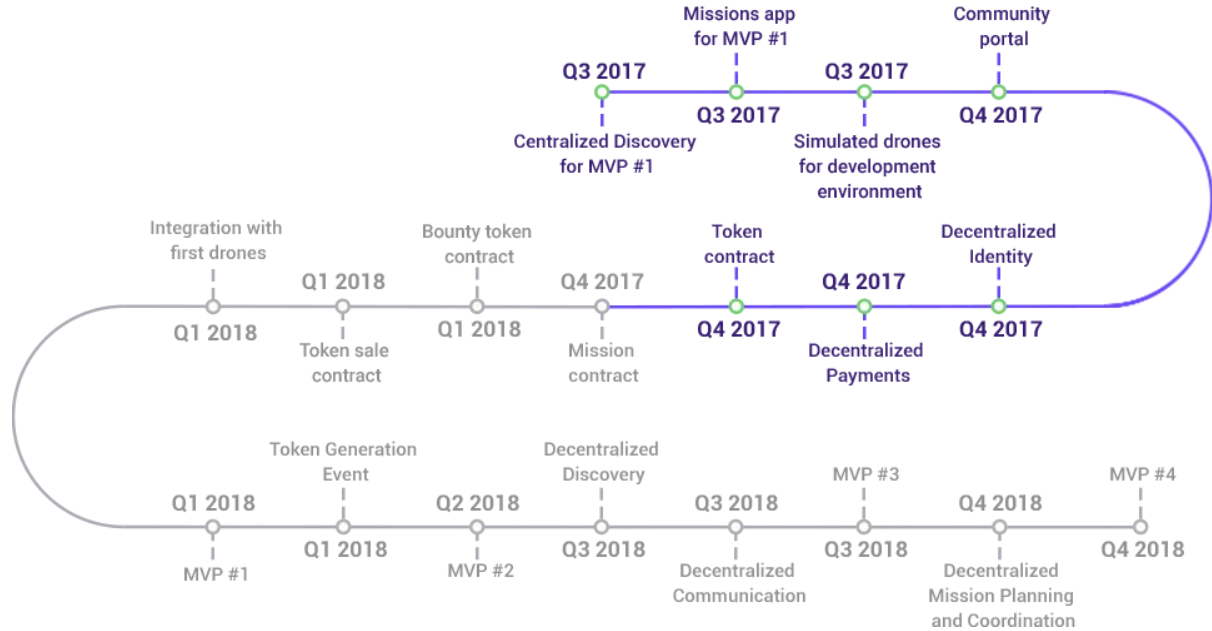 Missions app
for MVP #1
Community
portal
Q3 2017
Q3 2017
Q3 2017
Q4 2017
Centralized Discovery
for MVP #1
Simulated drones
for development
environment
Integration with
first drones
Bounty token
contract
Token
contract
Decentralized
Identity
Q1 2018
Q4 2017
Q4 2017
Q1 2018
Q1 2018
Q4 2017
Q4 2017
Token sale
contract
Mission
contract
Decentralized
Payments
Token Generation
Event
Decentralized
Discovery
MVP #3
MVP #4
Q1 2018
Q2 2018
Q3 2018
Q4 2018
Q1 2018
Q3 2018
Q3 2018
Q4 2018
MVP #1
MVP #2
Decentralized
Communication
Decentralized
Mission Planning
and Coordination